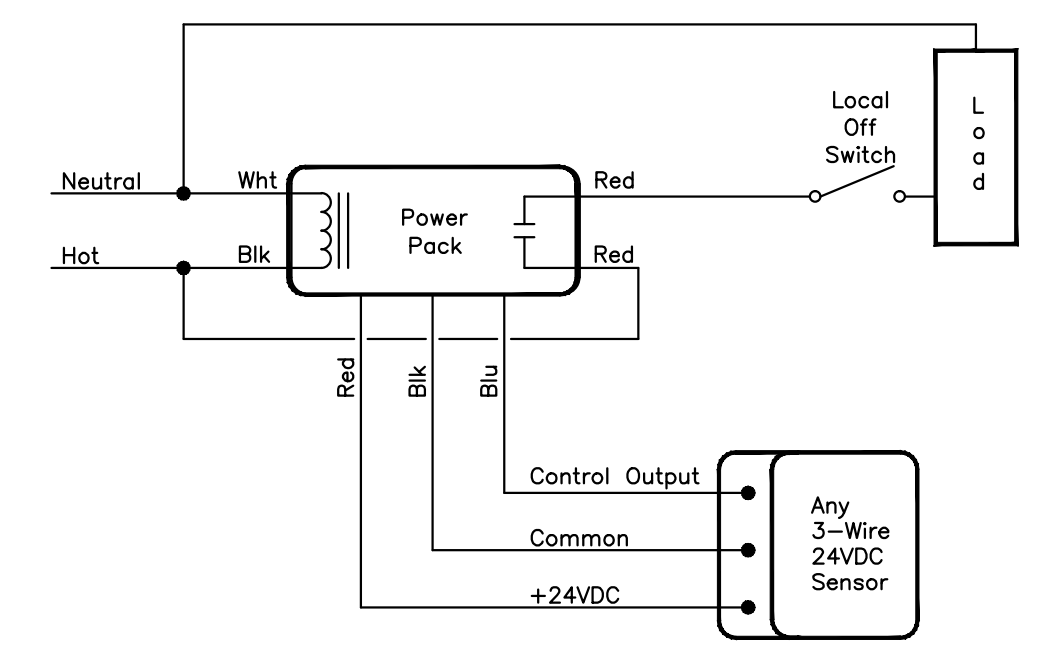 Local
Off
Switch
L
o
a
d
Neutral
Wht
Red
Power
Pack
Hot
Blk
Red
Red
Blk
Blu
Control Output
Common
+24VDC
Any
3-Wire
24VDC
Sensor